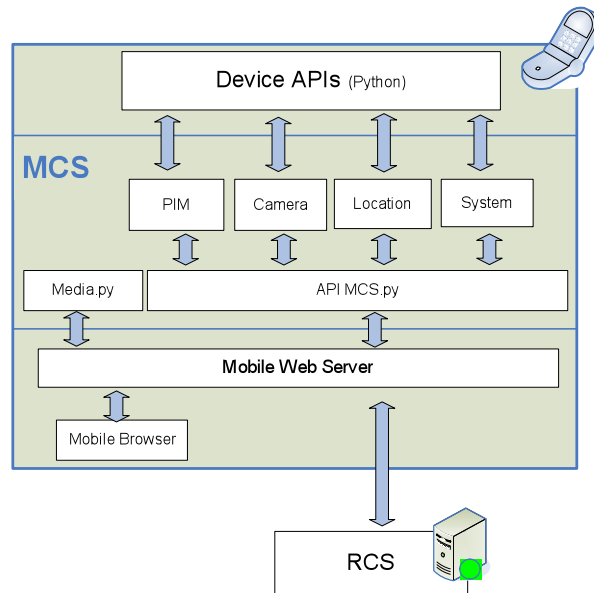 Device APIs (Python)
MCS
PIM
Camera
Location
System
Media.py
API MCS.py
Mobile Web Server
Mobile Browser
RCS